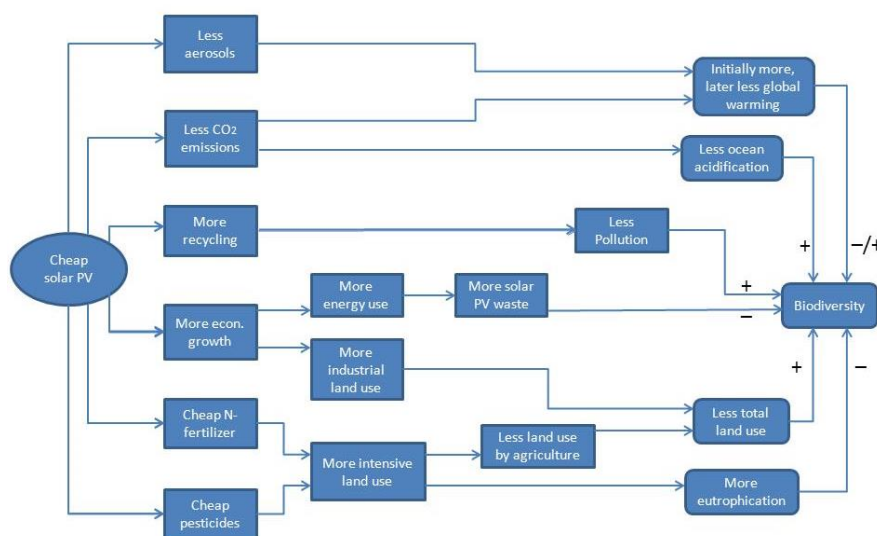 Less
aerosols
Initially more,
later less global
warming
Less CO2
emissions
Less ocean
acidification
More
recycling
Less
Pollution
+
−/+
Cheap
solar PV
More
energy use
More solar
PV waste
+
−
Biodiversity
More econ.
growth
More
industrial
land use
+
−
Cheap N-
fertilizer
Less land use
by agriculture
Less total
land use
More intensive
land use
Cheap
pesticides
More
eutrophication